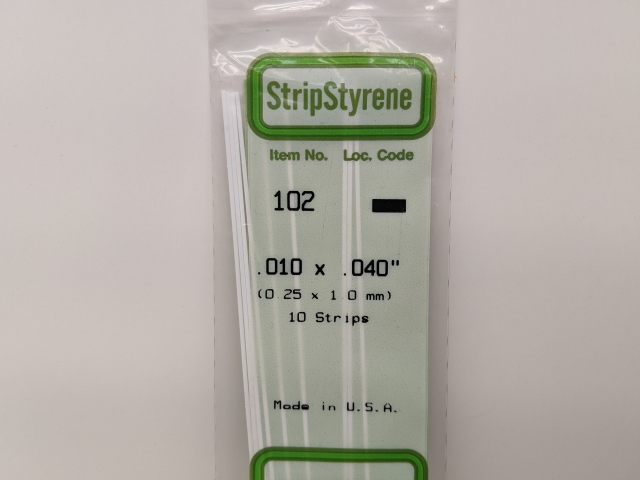 StripStyrene
Item No. Loc. Code
102
.010 x .040"
(0.25 x 1.0 mm)
10 Strips
Made in U.S.A.